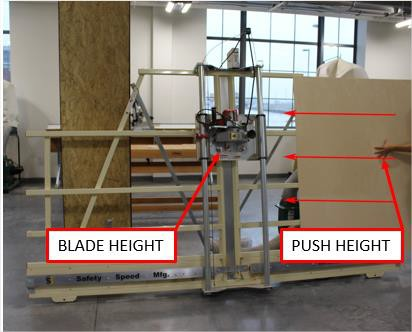 BLADE HEIGHT
PUSH HEIGHT
Safety Speed Mfg.